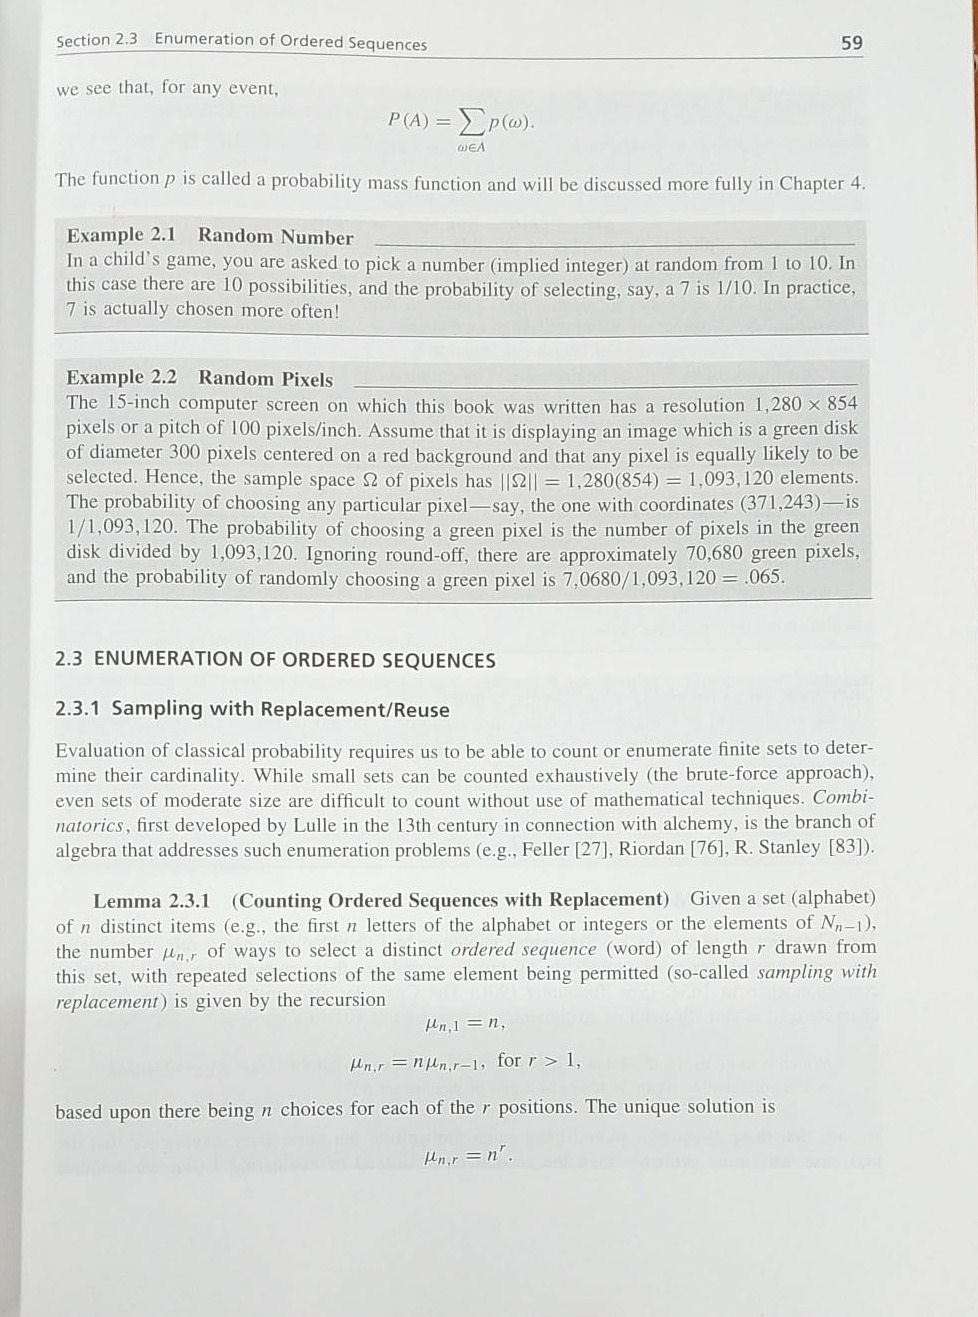 Section 2.3 Enumeration of Ordered Sequences 59
we see that, for any event,
P(A) = ∑ p(ω).
ω∈A
The function p is called a probability mass function and will be discussed more fully in Chapter 4.
Example 2.1 Random Number
In a child's game, you are asked to pick a number (implied integer) at random from 1 to 10. In
this case there are 10 possibilities, and the probability of selecting, say, a 7 is 1/10. In practice,
7 is actually chosen more often!
Example 2.2 Random Pixels
The 15-inch computer screen on which this book was written has a resolution 1,280 × 854
pixels or a pitch of 100 pixels/inch. Assume that it is displaying an image which is a green disk
of diameter 300 pixels centered on a red background and that any pixel is equally likely to be
selected. Hence, the sample space Ω of pixels has ||Ω|| = 1,280(854) = 1,093,120 elements.
The probability of choosing any particular pixel—say, the one with coordinates (371,243)—is
1/1,093,120. The probability of choosing a green pixel is the number of pixels in the green
disk divided by 1,093,120. Ignoring round-off, there are approximately 70,680 green pixels,
and the probability of randomly choosing a green pixel is 7,0680/1,093,120 = .065.
2.3 ENUMERATION OF ORDERED SEQUENCES
2.3.1 Sampling with Replacement/Reuse
Evaluation of classical probability requires us to be able to count or enumerate finite sets to deter-
mine their cardinality. While small sets can be counted exhaustively (the brute-force approach),
even sets of moderate size are difficult to count without use of mathematical techniques. Combi-
natorics, first developed by Lulle in the 13th century in connection with alchemy, is the branch of
algebra that addresses such enumeration problems (e.g., Feller [27], Riordan [76], R. Stanley [83]).
Lemma 2.3.1 (Counting Ordered Sequences with Replacement) Given a set (alphabet)
of n distinct items (e.g., the first n letters of the alphabet or integers or the elements of Nₙ₋₁),
the number μn,r of ways to select a distinct ordered sequence (word) of length r drawn from
this set, with repeated selections of the same element being permitted (so-called sampling with
replacement) is given by the recursion
μn,1 = n,
μn,r = nμn,r−1, for r > 1,
based upon there being n choices for each of the r positions. The unique solution is
μn,r = nʳ.